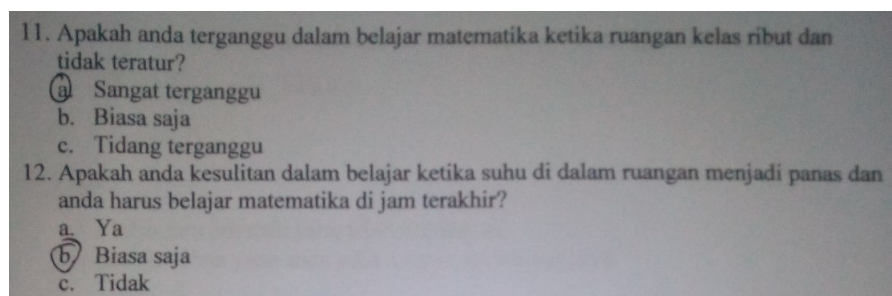 11. Apakah anda terganggu dalam belajar matematika ketika ruangan kelas ribut dan
tidak teratur?
a. Sangat terganggu
b. Biasa saja
c. Tidang terganggu
12. Apakah anda kesulitan dalam belajar ketika suhu di dalam ruangan menjadi panas dan
anda harus belajar matematika di jam terakhir?
a. Ya
b. Biasa saja
c. Tidak